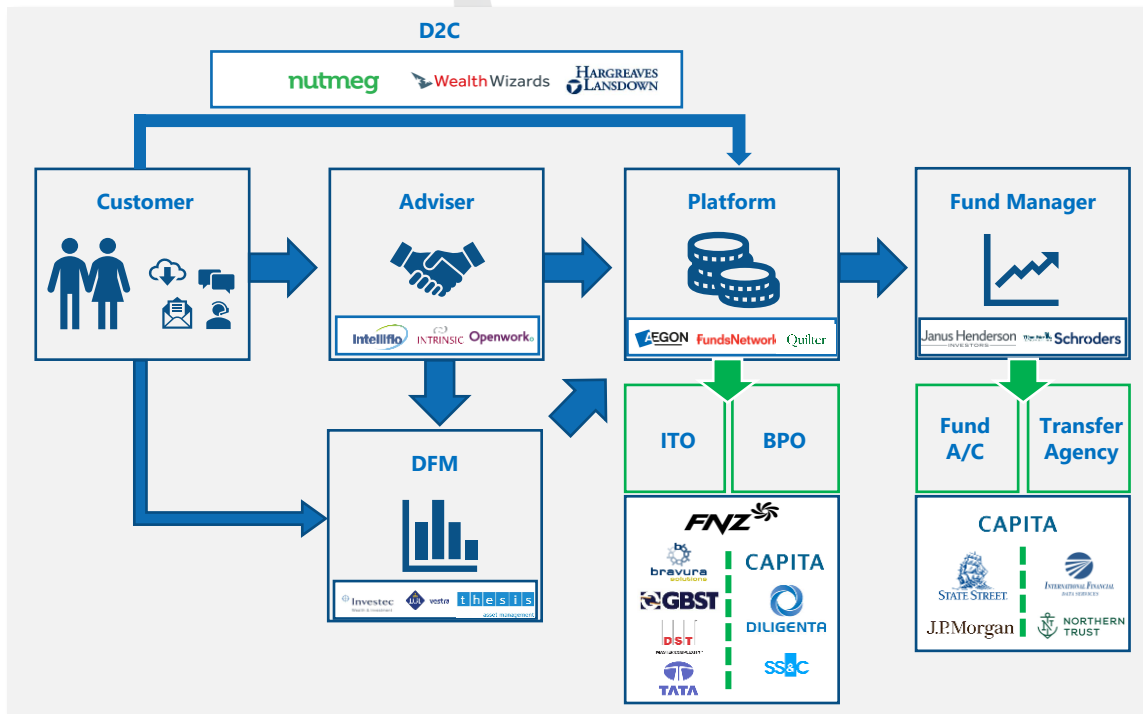 D2C
nutmeg
WealthWizards
HARGREAVES
LANSDOWN
Customer
Adviser
Intelliflo
INTRINSIC
Openwork
Platform
AEGON
FundsNetwork
Quilter
Fund Manager
Janus Henderson
INVESTORS
Schroders
DFM
Investec
vestra
thesis
asset management
ITO
BPO
FNZ
bravura
solutions
GBST
DST
TATA
CAPITA
DILIGENTA
SS&C
Fund
A/C
Transfer
Agency
CAPITA
STATE STREET
J.P.Morgan
INTERNATIONAL FINANCIAL
DATA SERVICES
NORTHERN
TRUST